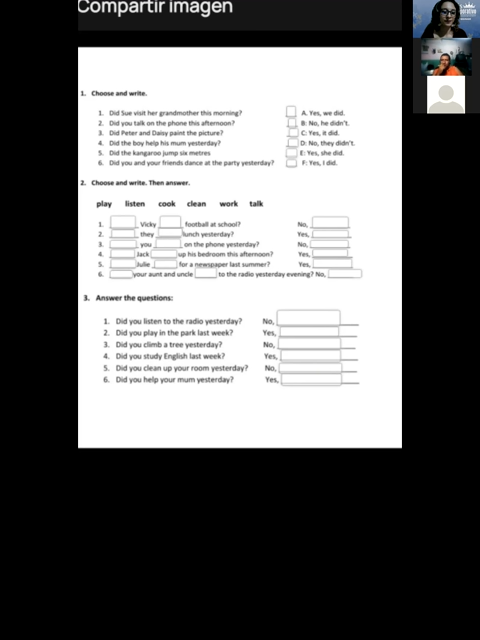 Compartir imagen
1. Choose and write.
1. Did Sue visit her grandmother this morning? A. Yes, we did.
2. Did you talk on the phone this afternoon? B: No, he didn't.
3. Did Peter and Daisy paint the picture? C: Yes, it did.
4. Did the boy help his mum yesterday? D: No, they didn't.
5. Did the kangaroo jump six metres E: Yes, she did.
6. Did you and your friends dance at the party yesterday? F: Yes, I did.
2. Choose and write. Then answer.
play listen cook clean work talk
1. Vicky football at school? No,
2. they lunch yesterday? Yes,
3. you on the phone yesterday? No,
4. Jack up his bedroom this afternoon? Yes,
5. Julie for a newspaper last summer? Yes,
6. your aunt and uncle to the radio yesterday evening? No,
3. Answer the questions:
1. Did you listen to the radio yesterday? No,
2. Did you play in the park last week? Yes,
3. Did you climb a tree yesterday? No,
4. Did you study English last week? Yes,
5. Did you clean up your room yesterday? No,
6. Did you help your mum yesterday? Yes,